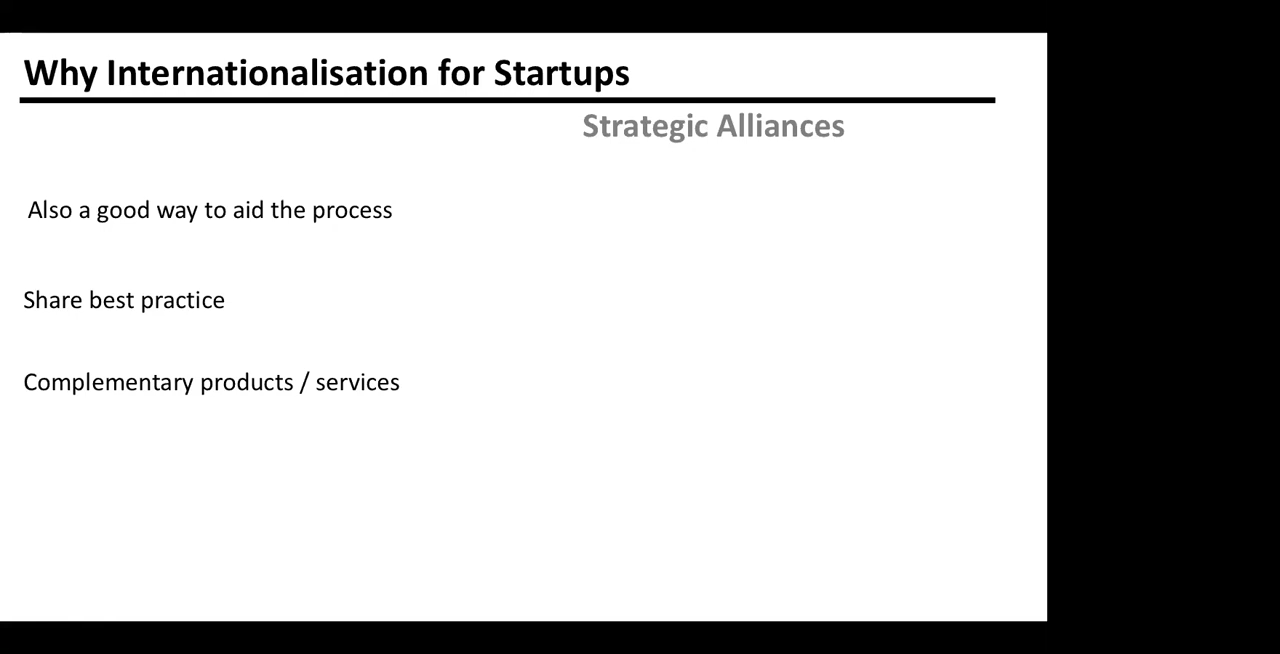 Why Internationalisation for Startups
Strategic Alliances
Also a good way to aid the process
Share best practice
Complementary products / services